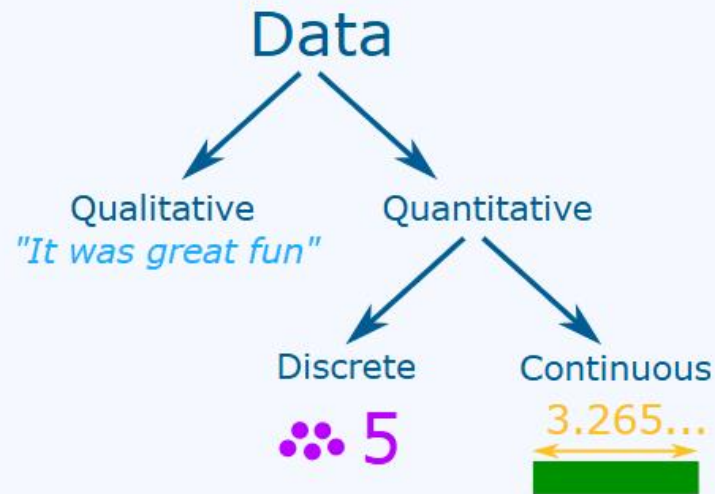 Data
Qualitative
Quantitative
"It was great fun"
Discrete
Continuous
5
3.265...